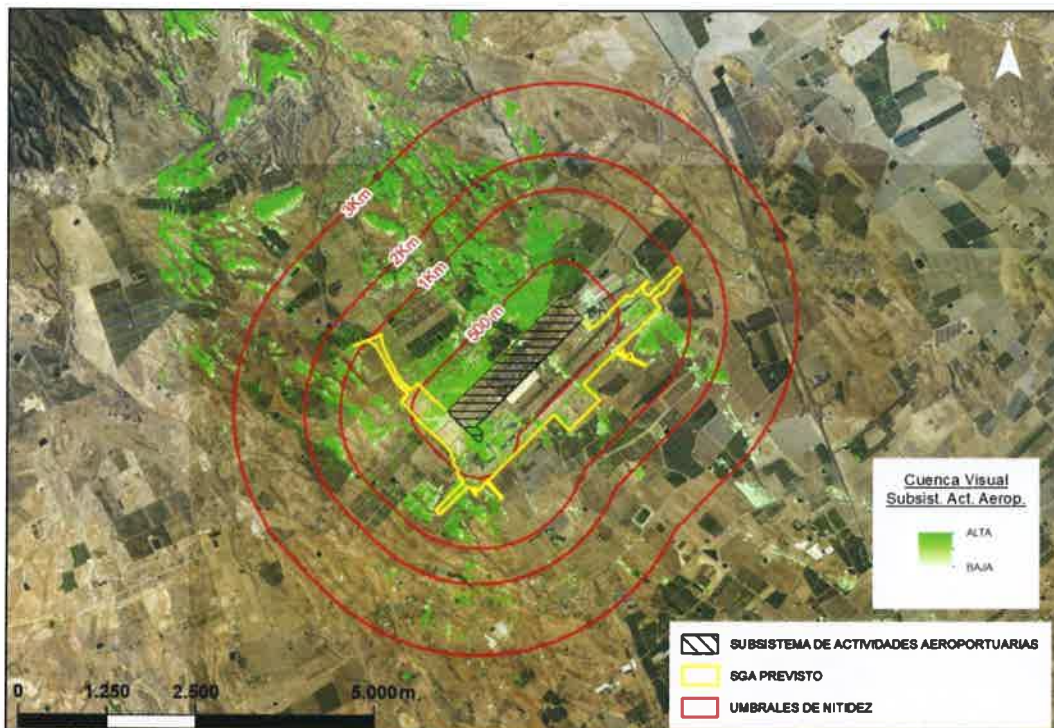 N
3Km
2Km
1Km
500 m
Cuenca Visual
Subsist. Act. Aerop.
ALTA
BAJA
SUBSISTEMA DE ACTIVIDADES AEROPORTUARIAS
SGA PREVISTO
UMBRALES DE NITIDEZ
0 1.250 2.500 5.000 m.